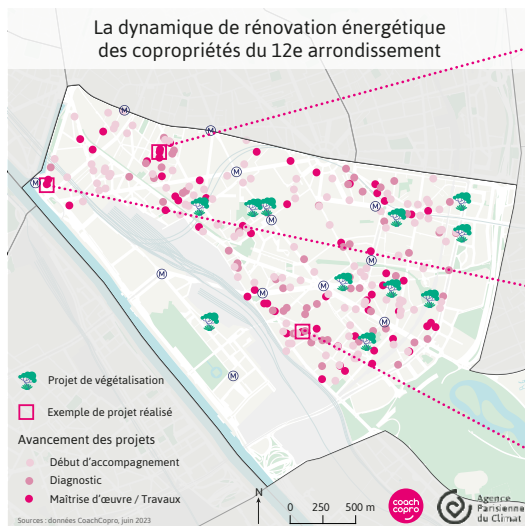 La dynamique de rénovation énergétique
des copropriétés du 12e arrondissement
M
M
M
M
M
M
M
M
M
M
M
M
Projet de végétalisation
Exemple de projet réalisé
Avancement des projets
Début d'accompagnement
Diagnostic
Maîtrise d'œuvre / Travaux
Sources : données CoachCopro, juin 2023
N
0 250 500 m
coach
copro
Agence
Parisienne
du Climat